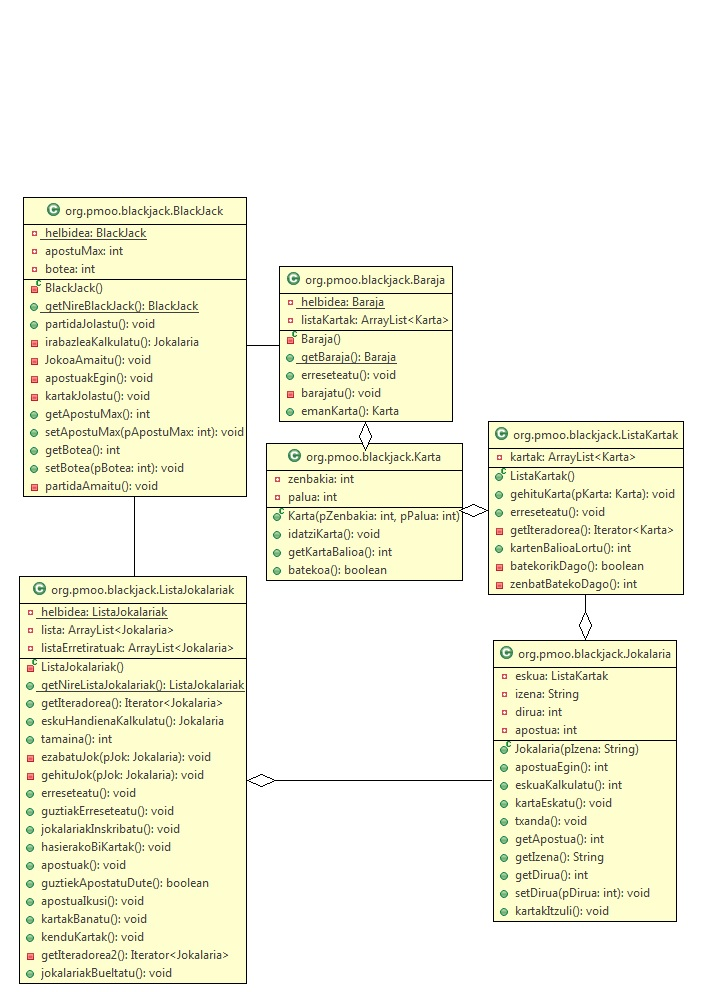 org.pmoo.blackjack.BlackJack
helbidea: BlackJack
apostuMax: int
botea: int
BlackJack()
getNireBlackJack(): BlackJack
partidaJolastu(): void
irabazleaKalkulatu(): Jokalaria
JokoaAmaitu(): void
apostuakEgin(): void
kartakJolastu(): void
getApostuMax(): int
setApostuMax(pApostuMax: int): void
getBotea(): int
setBotea(pBotea: int): void
partidaAmaitu(): void
org.pmoo.blackjack.Baraja
helbidea: Baraja
listaKartak: ArrayList<Karta>
Baraja()
getBaraja(): Baraja
erreseteatu(): void
barajatu(): void
emanKarta(): Karta
org.pmoo.blackjack.Karta
zenbakia: int
palua: int
Karta(pZenbakia: int, pPalua: int)
idatziKarta(): void
getKartaBalioa(): int
batekoa(): boolean
org.pmoo.blackjack.ListaKartak
kartak: ArrayList<Karta>
ListaKartak()
gehituKarta(pKarta: Karta): void
erreseteatu(): void
getIteradorea(): Iterator<Karta>
kartenBalioaLortu(): int
batekorikDago(): boolean
zenbatBatekoDago(): int
org.pmoo.blackjack.ListaJokalariak
helbidea: ListaJokalariak
lista: ArrayList<Jokalaria>
listaErretiratuak: ArrayList<Jokalaria>
ListaJokalariak()
getNireListaJokalariak(): ListaJokalariak
getIteradorea(): Iterator<Jokalaria>
eskuHandienaKalkulatu(): Jokalaria
tamaina(): int
ezabatuJok(pJok: Jokalaria): void
gehituJok(pJok: Jokalaria): void
erreseteatu(): void
guztiakErreseteatu(): void
jokalariakInskribatu(): void
hasierakoBiKartak(): void
apostuak(): void
guztiekApostatuDute(): boolean
apostuaIkusi(): void
kartakBanatu(): void
kenduKartak(): void
getIteradorea2(): Iterator<Jokalaria>
jokalariakBueltatu(): void
org.pmoo.blackjack.Jokalaria
eskua: ListaKartak
izena: String
dirua: int
apostua: int
Jokalaria(pIzena: String)
apostuaEgin(): int
eskuaKalkulatu(): int
kartaEskatu(): void
txanda(): void
getApostua(): int
getIzena(): String
getDirua(): int
setDirua(pDirua: int): void
kartakItzuli(): void